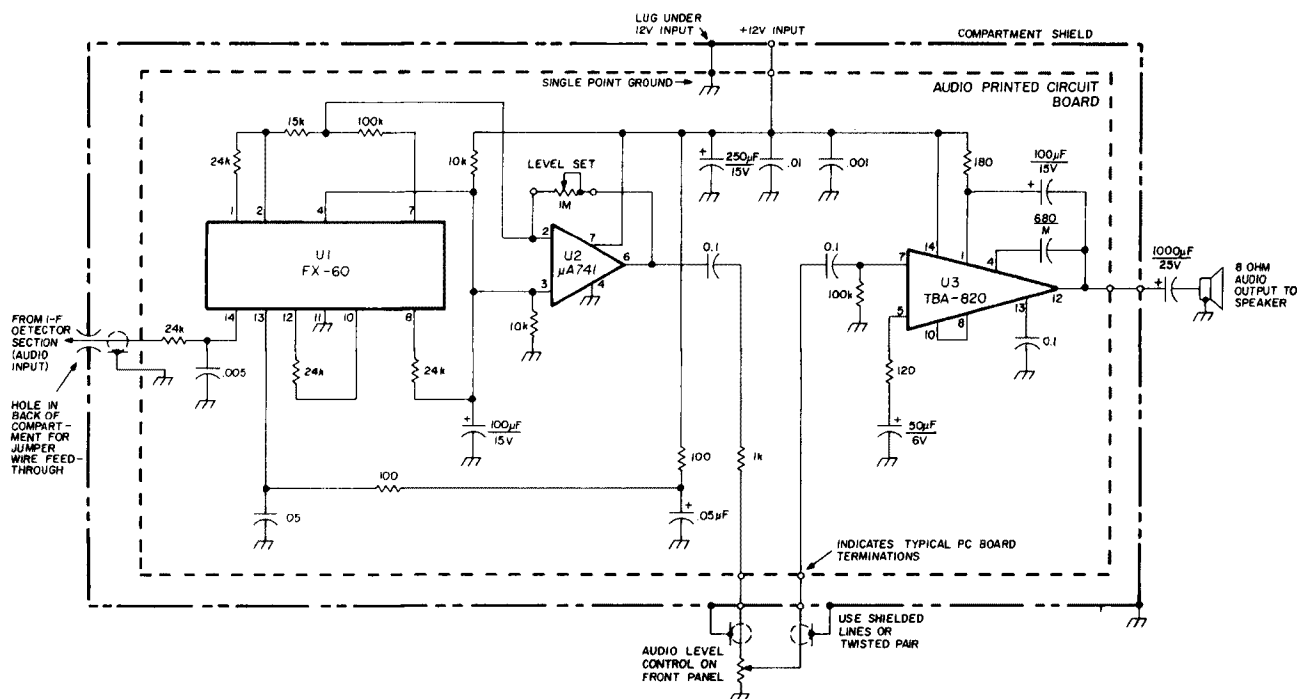 LUG UNDER
12V INPUT
+12V INPUT
COMPARTMENT SHIELD
SINGLE POINT GROUND
AUDIO PRINTED CIRCUIT
BOARD
15k
100k
24k
10k
LEVEL SET
1M
250µF
15V
.01
.001
180
100µF
15V
680
M
1
2
4
7
U1
FX-60
14
13
12
11
10
8
2
3
7
6
4
U2
µA741
10k
0.1
0.1
100k
7
14
1
4
U3
TBA-820
12
5
10
8
13
0.1
1000µF
25V
8 OHM
AUDIO
OUTPUT TO
SPEAKER
FROM I-F
DETECTOR
SECTION
(AUDIO
INPUT)
24k
.005
24k
24k
HOLE IN
BACK OF
COMPART-
MENT FOR
JUMPER
WIRE FEED-
THROUGH
100µF
15V
100
1k
120
50µF
6V
100
.05
.05µF
INDICATES TYPICAL PC BOARD
TERMINATIONS
AUDIO LEVEL
CONTROL ON
FRONT PANEL
USE SHIELDED
LINES OR
TWISTED PAIR